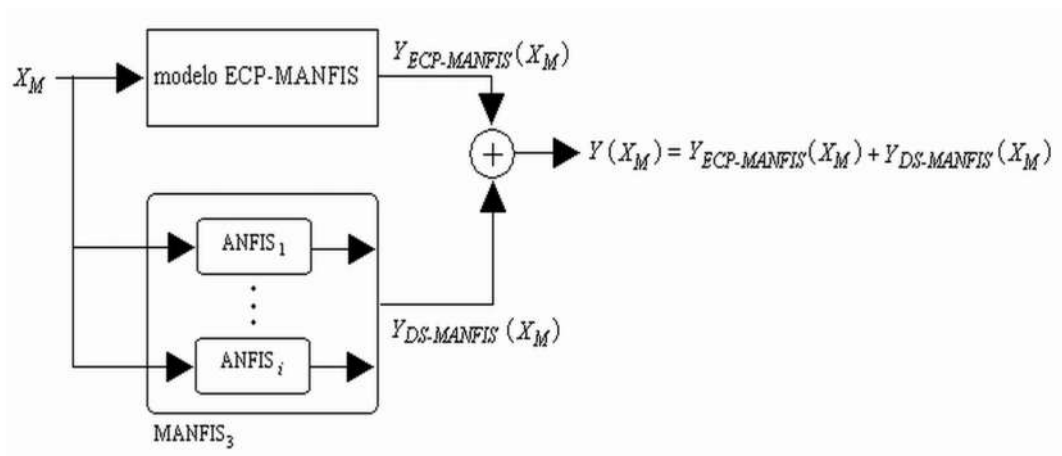 Y_ECP-MANFIS(X_M)
X_M
modelo ECP-MANFIS
+
Y(X_M) = Y_ECP-MANFIS(X_M) + Y_DS-MANFIS(X_M)
ANFIS_1
⋮
Y_DS-MANFIS(X_M)
ANFIS_i
MANFIS_3